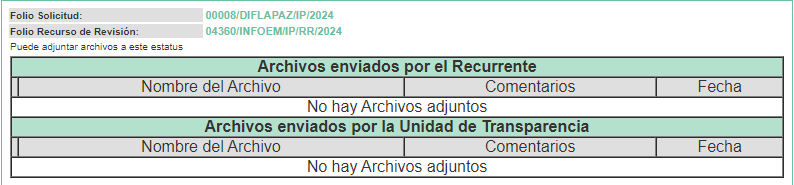 Folio Solicitud: 00008/DIFLAPAZ/IP/2024
Folio Recurso de Revisión: 04360/INFOEM/IP/RR/2024
Puede adjuntar archivos a este estatus
Archivos enviados por el Recurrente
Nombre del Archivo Comentarios Fecha
No hay Archivos adjuntos
Archivos enviados por la Unidad de Transparencia
Nombre del Archivo Comentarios Fecha
No hay Archivos adjuntos